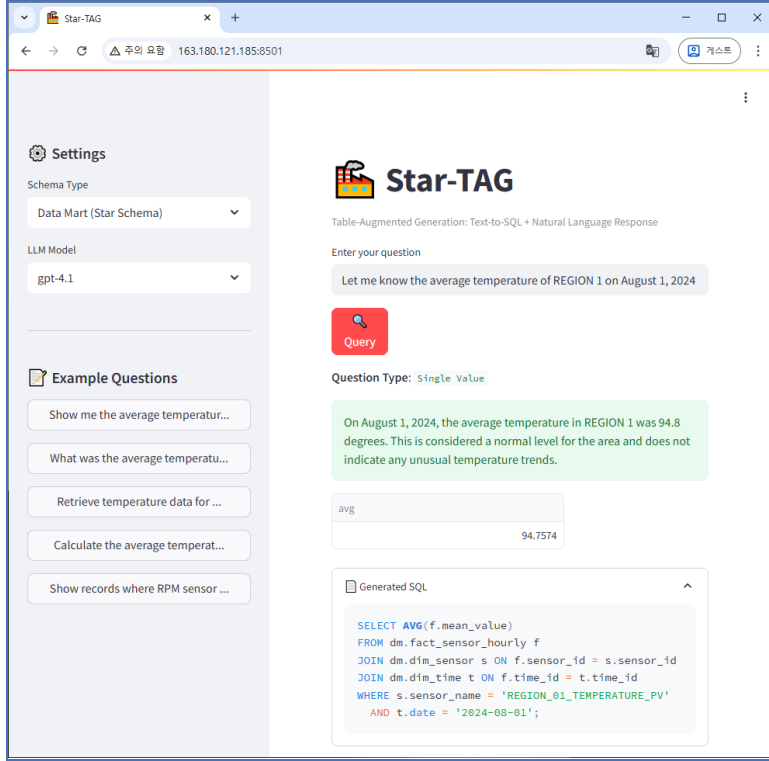 Star-TAG
주의 요함
163.180.121.185:8501
게스트
Settings
Schema Type
Data Mart (Star Schema)
LLM Model
gpt-4.1
Example Questions
Show me the average temperatur...
What was the average temperatu...
Retrieve temperature data for ...
Calculate the average temperat...
Show records where RPM sensor ...
Star-TAG
Table-Augmented Generation: Text-to-SQL + Natural Language Response
Enter your question
Let me know the average temperature of REGION 1 on August 1, 2024
Query
Question Type: Single Value
On August 1, 2024, the average temperature in REGION 1 was 94.8
degrees. This is considered a normal level for the area and does not
indicate any unusual temperature trends.
avg
94.7574
Generated SQL
SELECT AVG(f.mean_value)
FROM dm.fact_sensor_hourly f
JOIN dm.dim_sensor s ON f.sensor_id = s.sensor_id
JOIN dm.dim_time t ON f.time_id = t.time_id
WHERE s.sensor_name = 'REGION_01_TEMPERATURE_PV'
AND t.date = '2024-08-01';